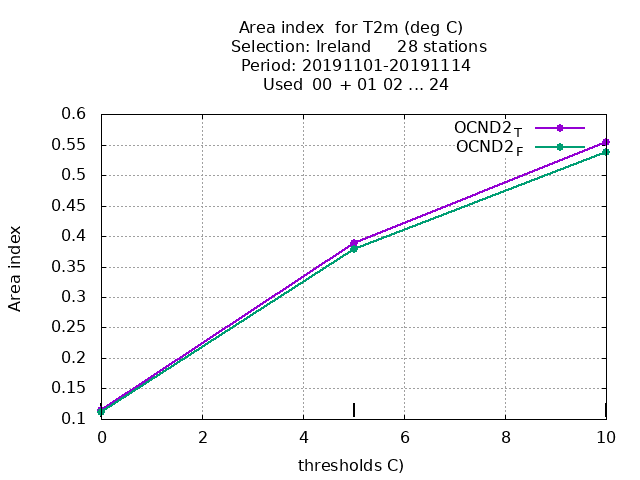 Area index  for T2m (deg C)
Selection: Ireland     28 stations
Period: 20191101-20191114
Used  00 + 01 02 ... 24
0.6
0.55
0.5
0.45
0.4
0.35
0.3
0.25
0.2
0.15
0.1
Area index
OCND2T
OCND2F
0 2 4 6 8 10
thresholds C)